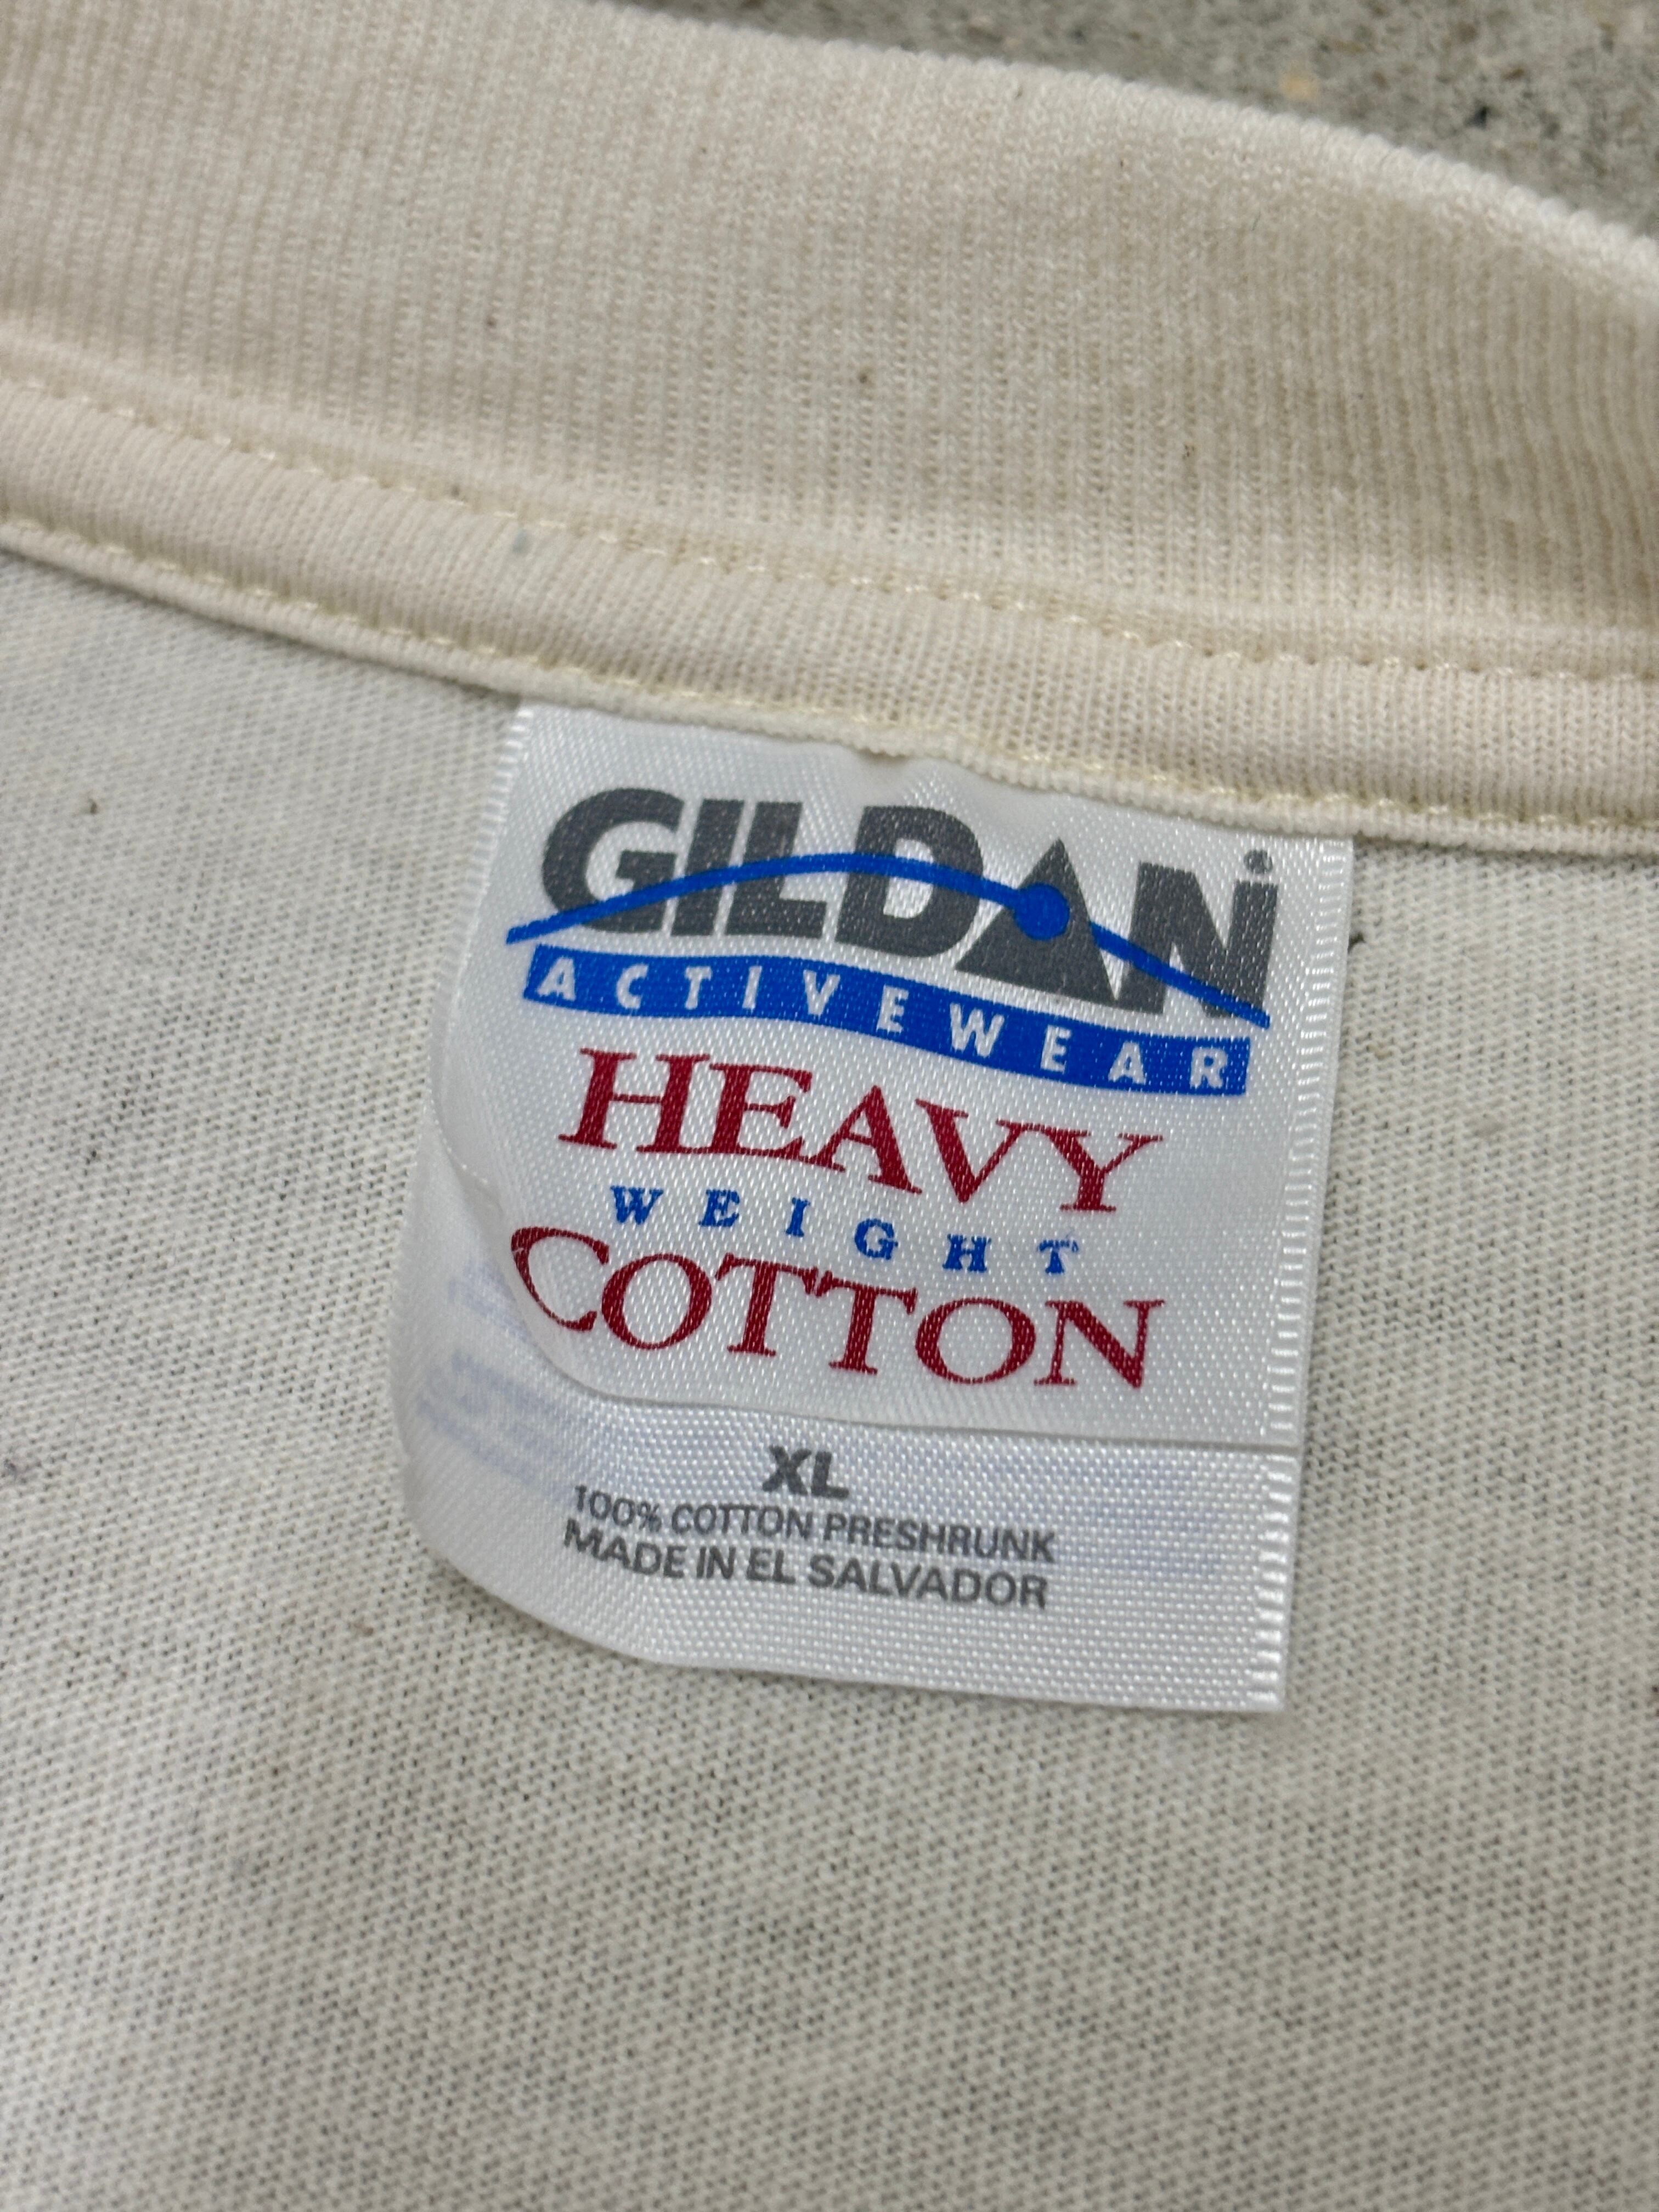 GILDAN
ACTIVEWEAR
HEAVY
WEIGHT
COTTON
XL
100% COTTON PRESHRUNK
MADE IN EL SALVADOR